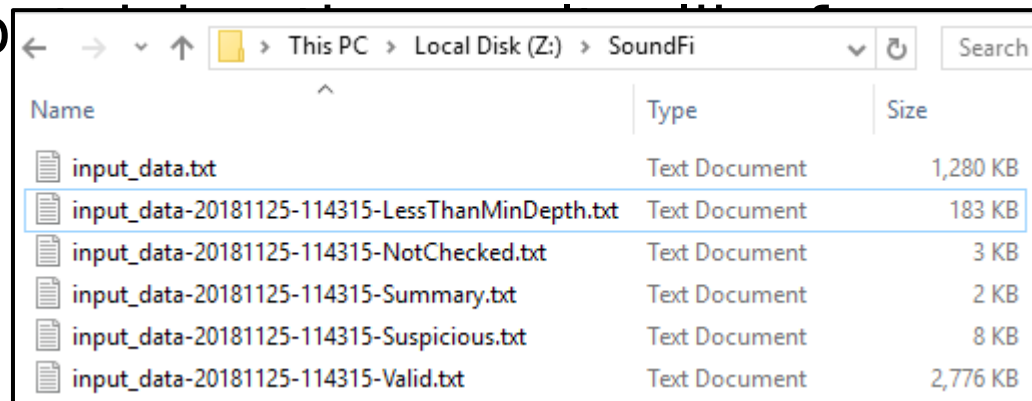 This PC > Local Disk (Z:) > SoundFi Search
Name Type Size
input_data.txt Text Document 1,280 KB
input_data-20181125-114315-LessThanMinDepth.txt Text Document 183 KB
input_data-20181125-114315-NotChecked.txt Text Document 3 KB
input_data-20181125-114315-Summary.txt Text Document 2 KB
input_data-20181125-114315-Suspicious.txt Text Document 8 KB
input_data-20181125-114315-Valid.txt Text Document 2,776 KB